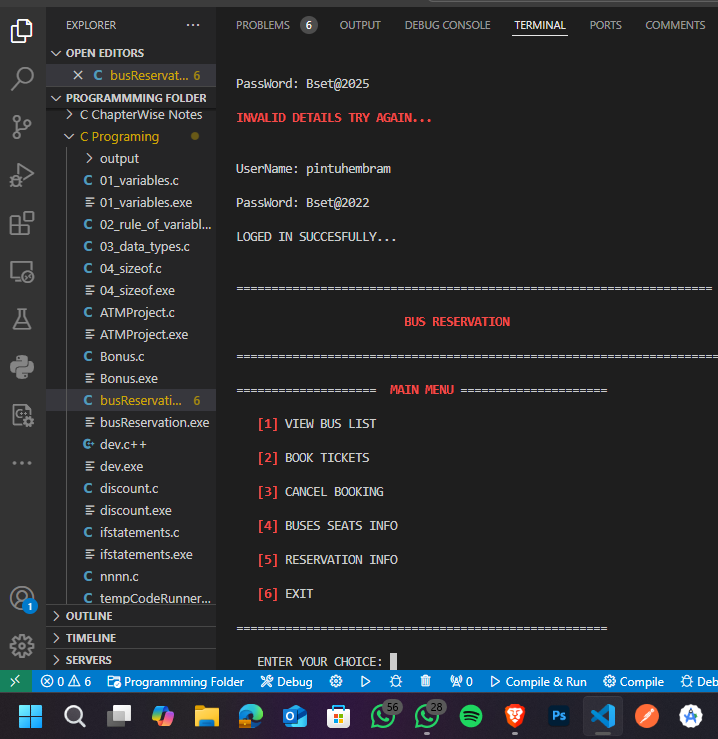 EXPLORER ...
OPEN EDITORS
busReservat... 6
PROGRAMMMING FOLDER
C ChapterWise Notes
C Programing
output
C 01_variables.c
01_variables.exe
C 02_rule_of_variabl...
C 03_data_types.c
C 04_sizeof.c
04_sizeof.exe
C ATMProject.c
ATMProject.exe
C Bonus.c
Bonus.exe
C busReservati... 6
busReservation.exe
dev.c++
dev.exe
C discount.c
discount.exe
C ifstatements.c
ifstatements.exe
C nnnn.c
C tempCodeRunner...
OUTLINE
TIMELINE
SERVERS
1
PROBLEMS 6 OUTPUT DEBUG CONSOLE TERMINAL PORTS COMMENTS
PassWord: Bset@2025
INVALID DETAILS TRY AGAIN...
UserName: pintuhembram
PassWord: Bset@2022
LOGED IN SUCCESFULLY...
====================================================================
BUS RESERVATION
=====================================================================
==================== MAIN MENU =====================
[1] VIEW BUS LIST
[2] BOOK TICKETS
[3] CANCEL BOOKING
[4] BUSES SEATS INFO
[5] RESERVATION INFO
[6] EXIT
=====================================================
ENTER YOUR CHOICE:
0 6 Programmming Folder Debug 0 Compile & Run Compile Deb
56 28 Ps